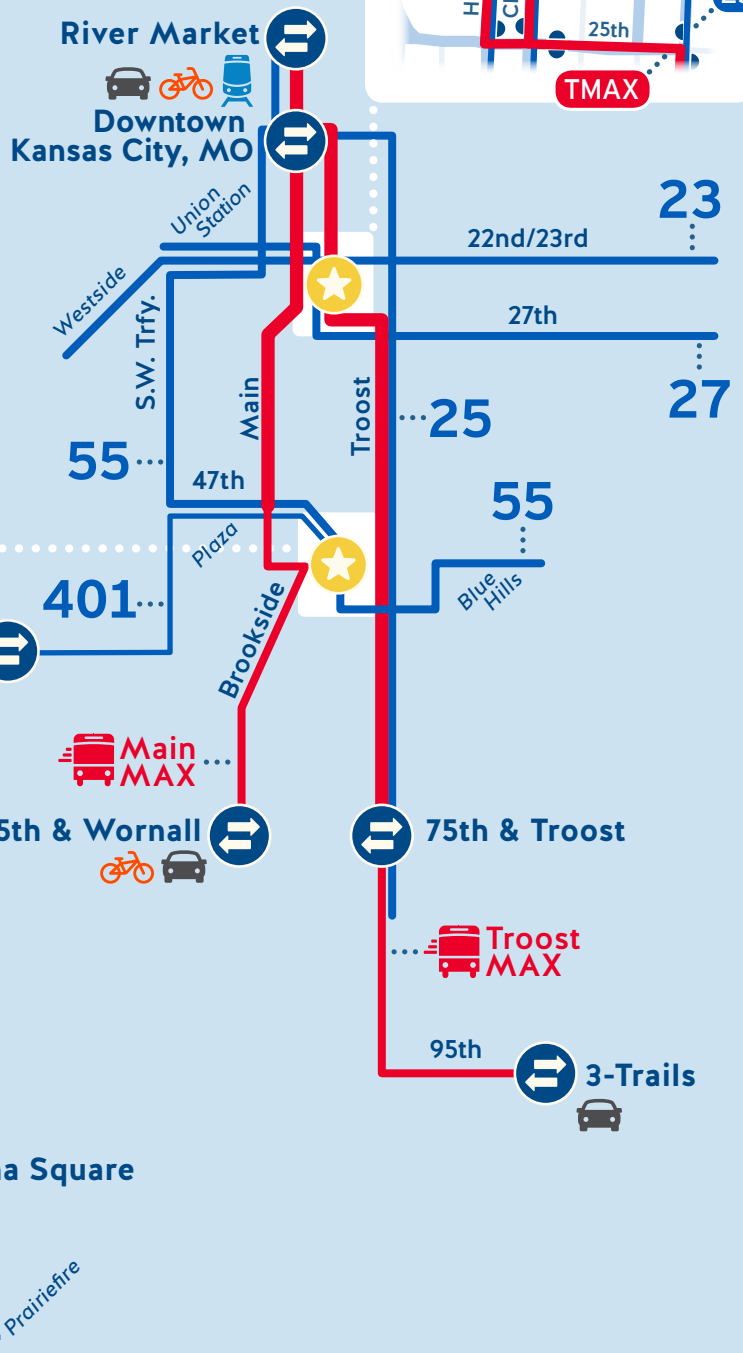 25th
TMAX
River Market
Downtown
Kansas City, MO
Union
Station
23
22nd/23rd
Westside
S.W. Trfy.
27th
27
Main
Troost
25
55
47th
55
Plaza
Blue
Hills
401
Brookside
Main
MAX
5th & Wornall
75th & Troost
Troost
MAX
95th
3-Trails
Square
Prairiefire